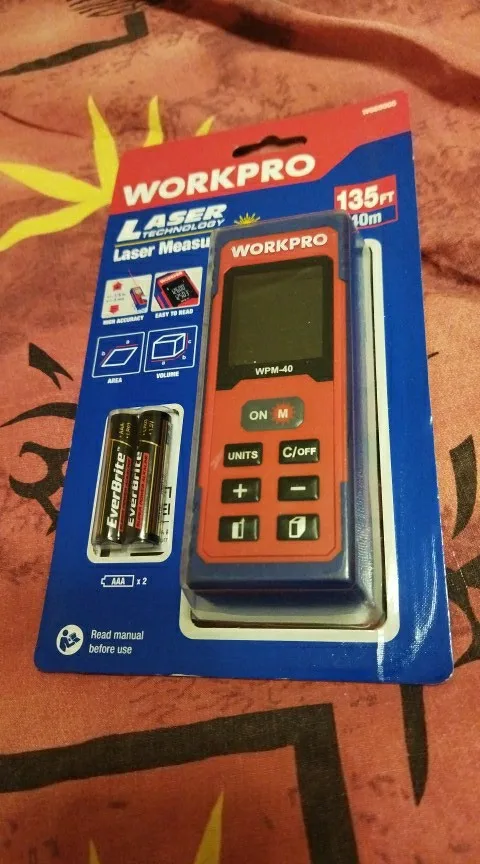 WORKPRO
135FT
40m
LASER
TECHNOLOGY
Laser Measu
HIGH ACCURACY
EASY TO READ
a
b
AREA
a
b
c
VOLUME
WORKPRO
WPM-40
ON M
UNITS
C/OFF
+
−
EverBrite
EverBrite
AAA
AAA x 2
Read manual
before use